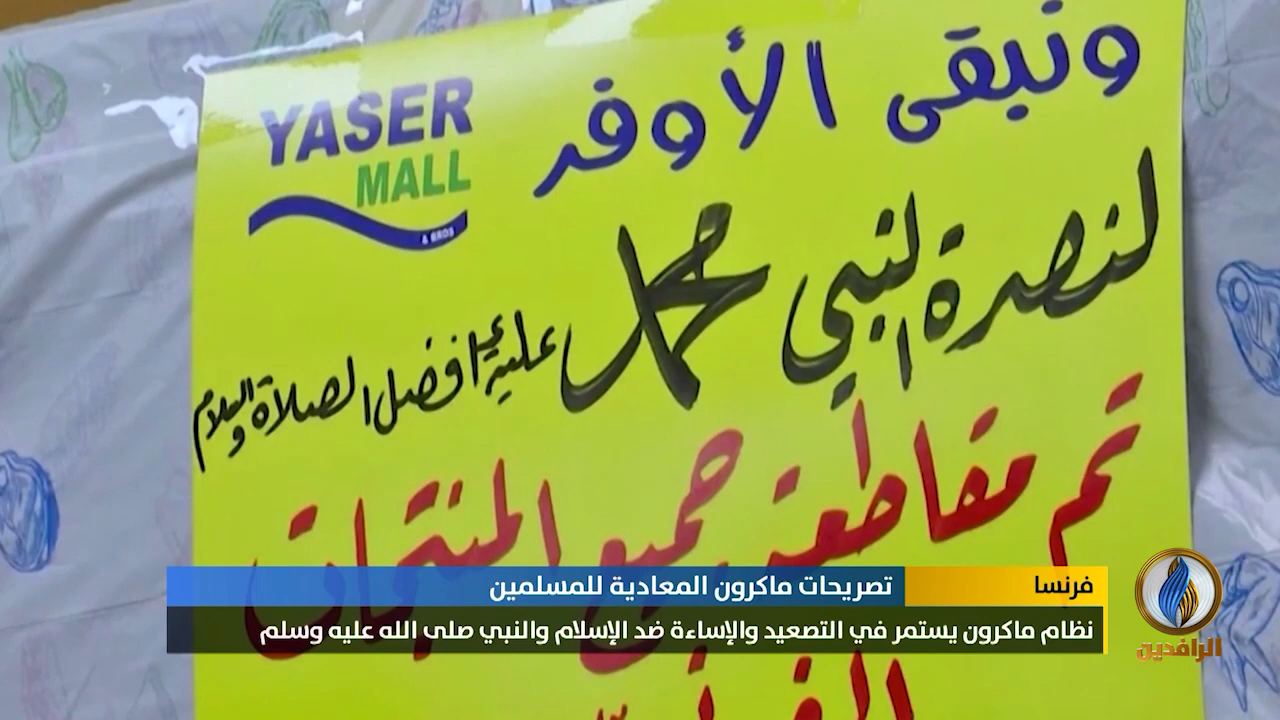 YASER
MALL
& BROS
ونبقى الأوفر
لنصرة النبي محمد عليه افضل الصلاة والسلام
تم مقاطعة جميع المنتجات
فرنسا
تصريحات ماكرون المعادية للمسلمين
نظام ماكرون يستمر في التصعيد والإساءة ضد الإسلام والنبي صلى الله عليه وسلم
الرافدين